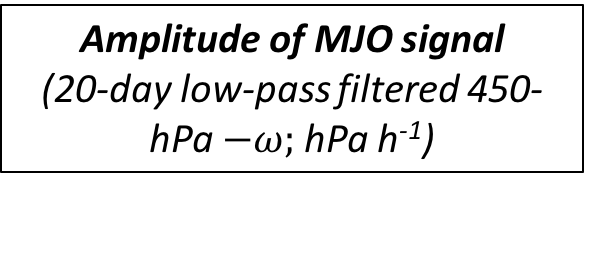 Amplitude of MJO signal
(20-day low-pass filtered 450-
hPa −ω; hPa h⁻¹)